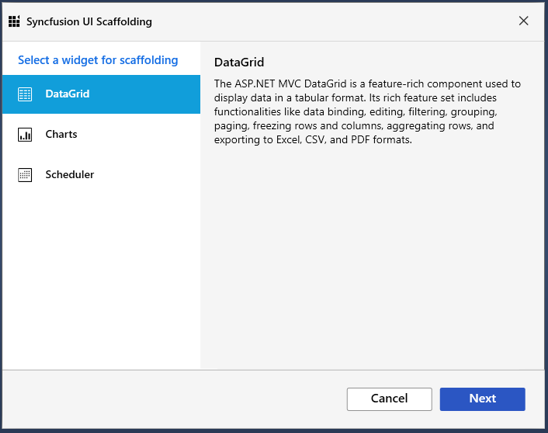 Syncfusion UI Scaffolding
Select a widget for scaffolding
DataGrid
Charts
Scheduler
DataGrid
The ASP.NET MVC DataGrid is a feature-rich component used to
display data in a tabular format. Its rich feature set includes
functionalities like data binding, editing, filtering, grouping,
paging, freezing rows and columns, aggregating rows, and
exporting to Excel, CSV, and PDF formats.
Cancel
Next